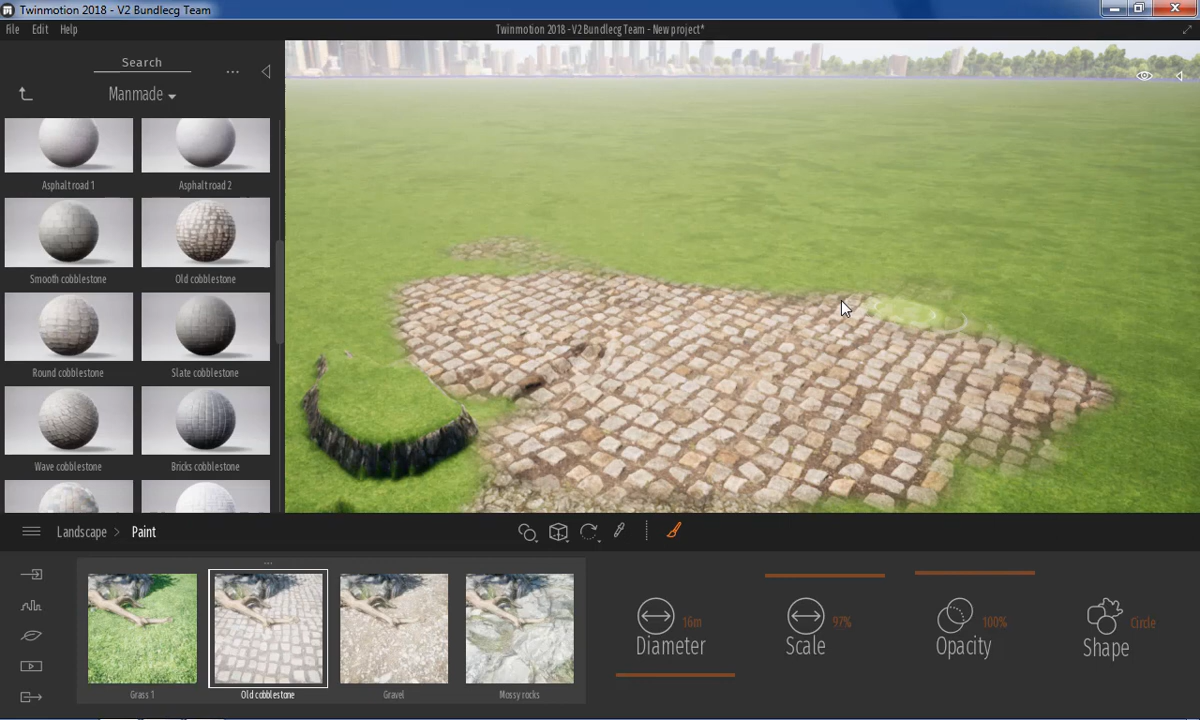 Twinmotion 2018 - V2 Bundlecg Team
File Edit Help
Twinmotion 2018 - V2 Bundlecg Team - New project*
Search
...
Manmade
Asphalt road 1
Asphalt road 2
Smooth cobblestone
Old cobblestone
Round cobblestone
Slate cobblestone
Wave cobblestone
Bricks cobblestone
Landscape > Paint
...
Grass 1
Old cobblestone
Gravel
Mossy rocks
16m
Diameter
97%
Scale
100%
Opacity
Circle
Shape